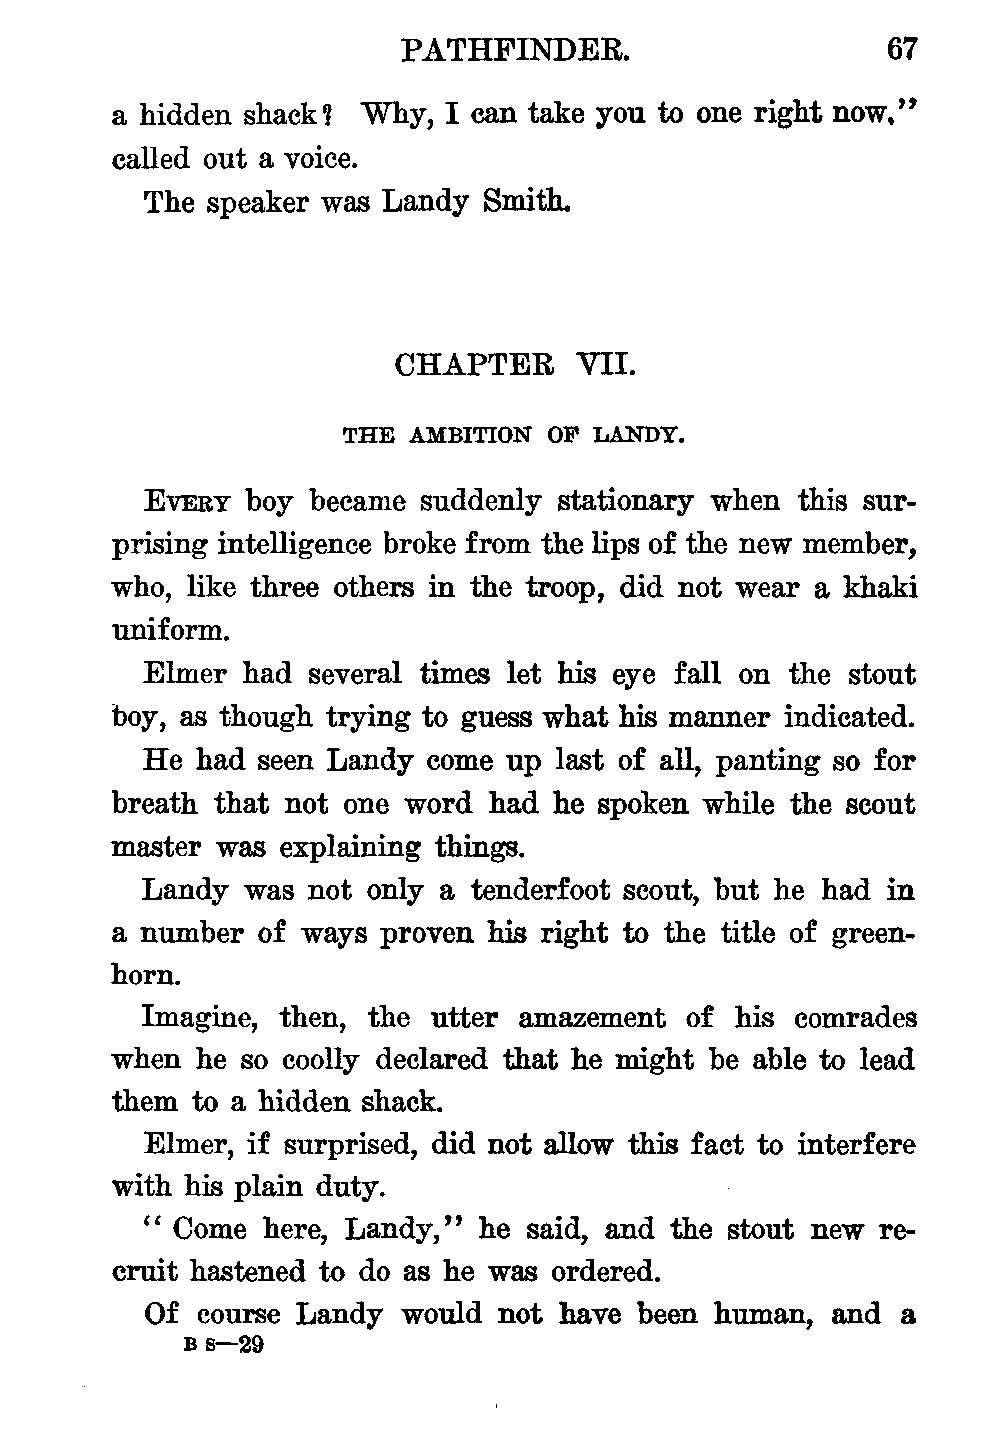 PATHFINDER. 67
a hidden shack? Why, I can take you to one right now."
called out a voice.
The speaker was Landy Smith.
CHAPTER VII.
THE AMBITION OF LANDY.
EVERY boy became suddenly stationary when this sur-
prising intelligence broke from the lips of the new member,
who, like three others in the troop, did not wear a khaki
uniform.
Elmer had several times let his eye fall on the stout
boy, as though trying to guess what his manner indicated.
He had seen Landy come up last of all, panting so for
breath that not one word had he spoken while the scout
master was explaining things.
Landy was not only a tenderfoot scout, but he had in
a number of ways proven his right to the title of green-
horn.
Imagine, then, the utter amazement of his comrades
when he so coolly declared that he might be able to lead
them to a hidden shack.
Elmer, if surprised, did not allow this fact to interfere
with his plain duty.
"Come here, Landy," he said, and the stout new re-
cruit hastened to do as he was ordered.
Of course Landy would not have been human, and a
B S—29